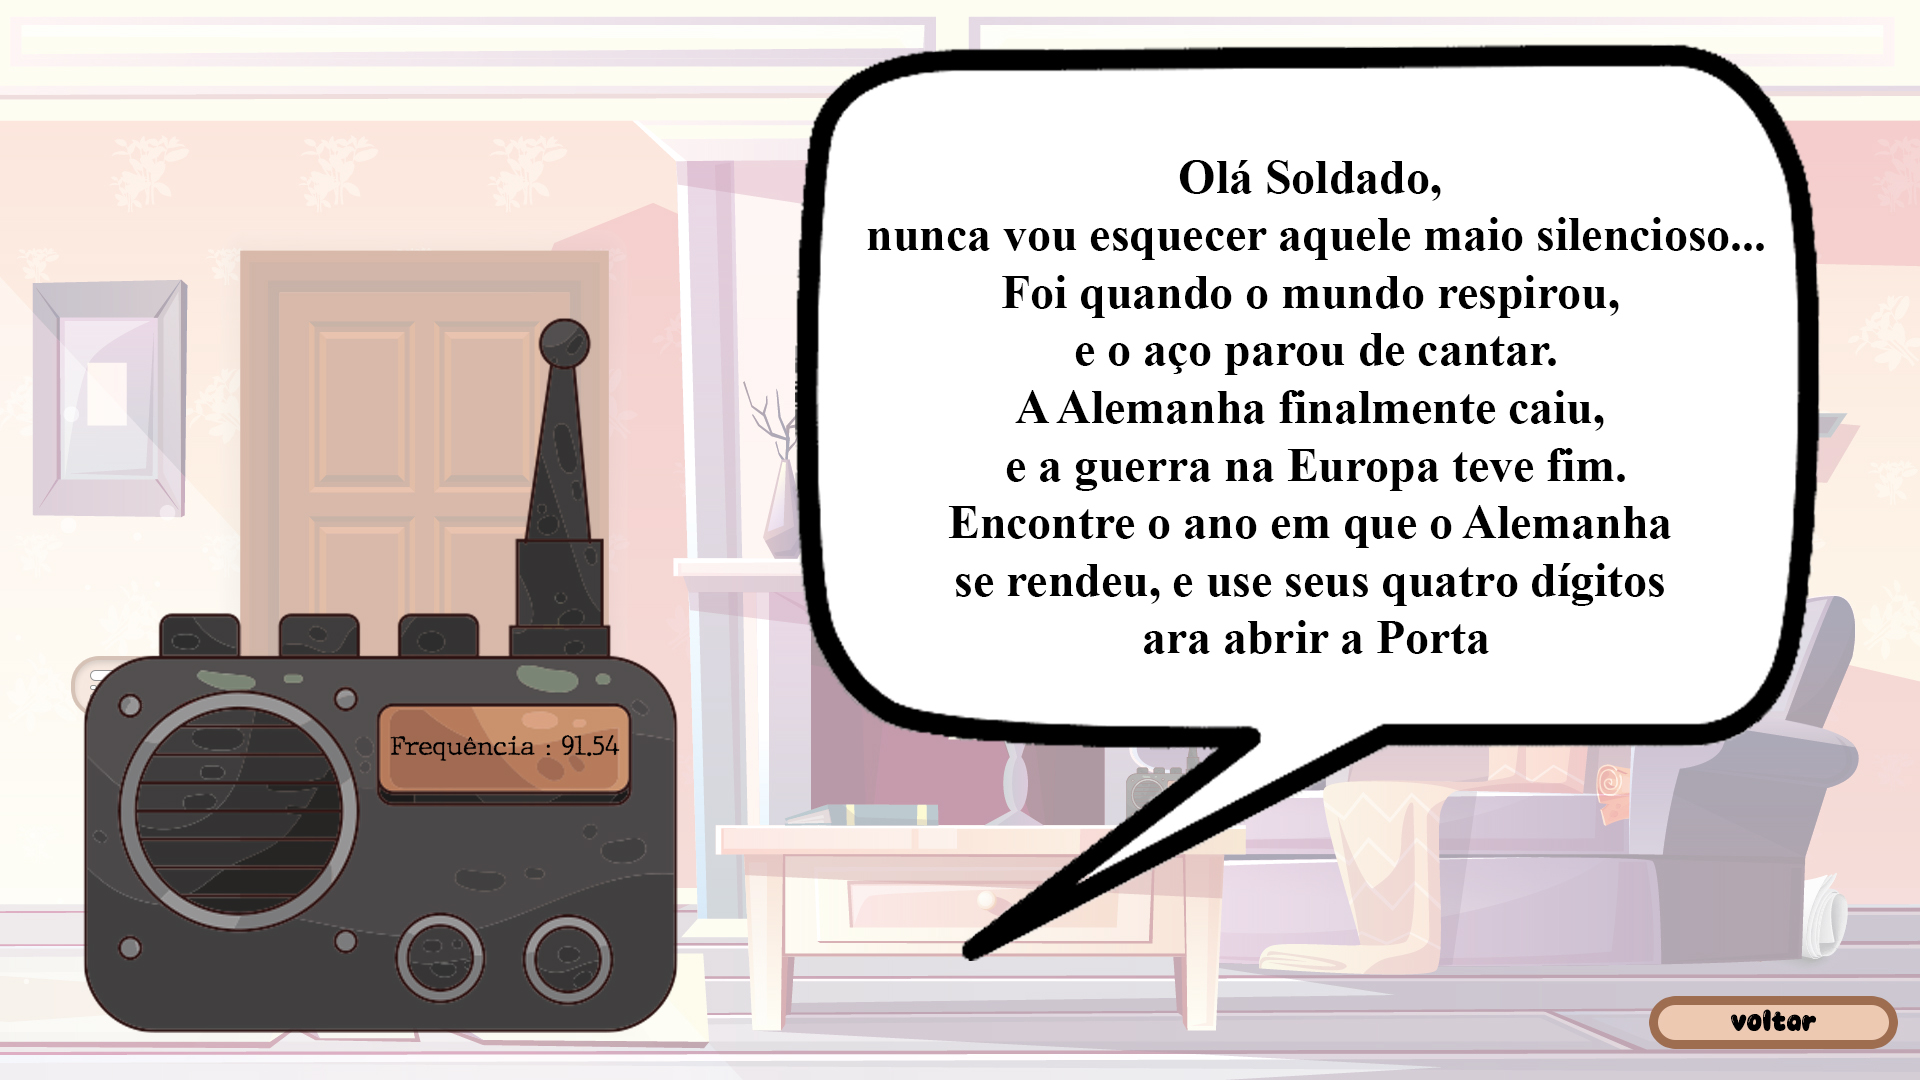 Olá Soldado,
nunca vou esquecer aquele maio silencioso...
Foi quando o mundo respirou,
e o aço parou de cantar.
A Alemanha finalmente caiu,
e a guerra na Europa teve fim.
Encontre o ano em que o Alemanha
se rendeu, e use seus quatro dígitos
ara abrir a Porta
Frequência : 91.54
voltar